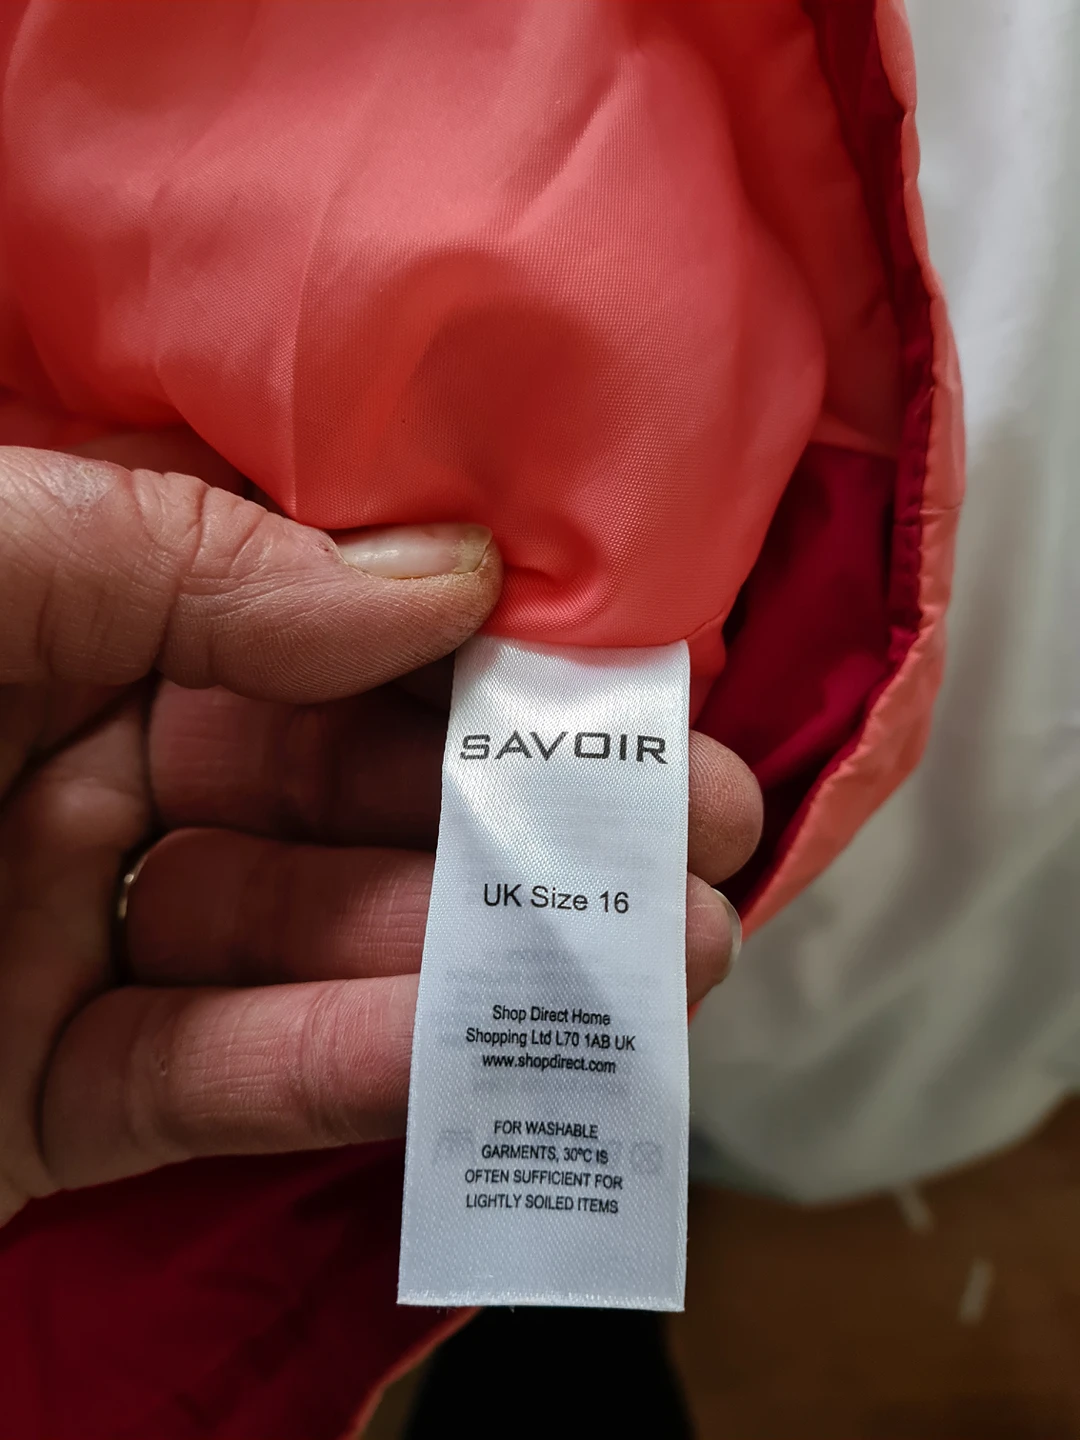 SAVOIR
UK Size 16
Shop Direct Home
Shopping Ltd L70 1AB UK
www.shopdirect.com
FOR WASHABLE
GARMENTS, 30ºC IS
OFTEN SUFFICIENT FOR
LIGHTLY SOILED ITEMS